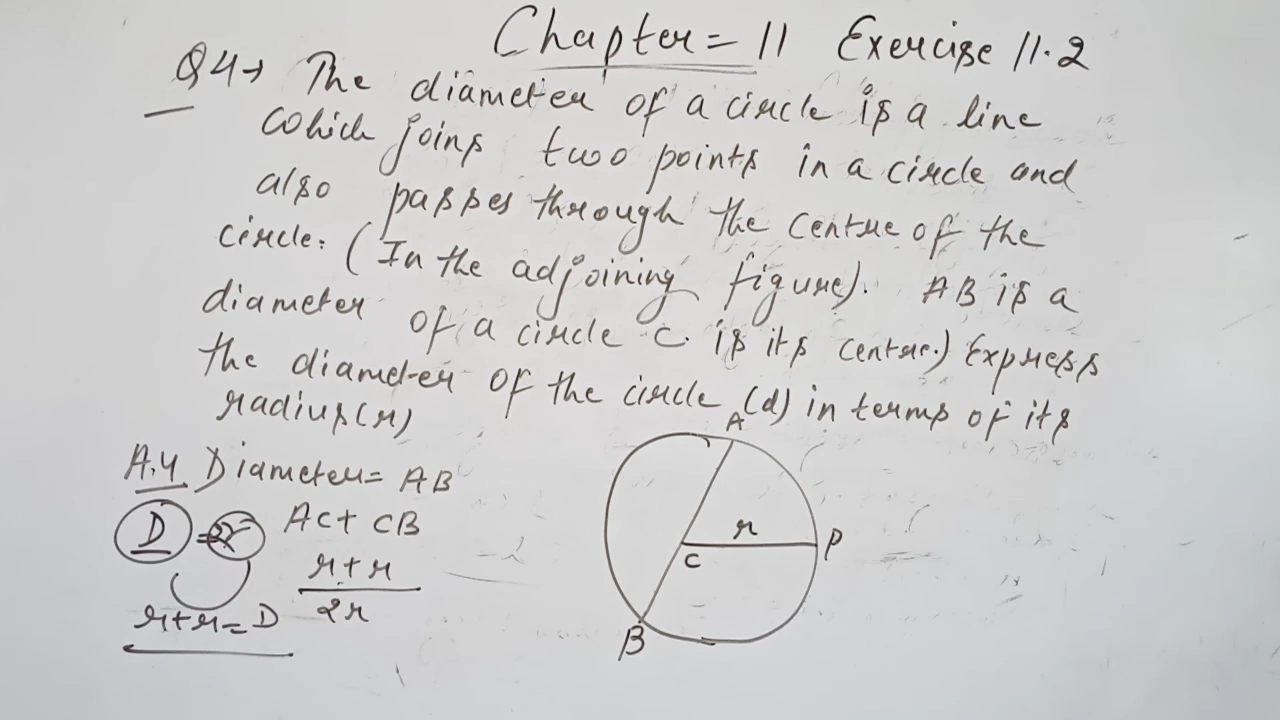 Chapter = 11 Exercise 11.2
Q4→ The diameter of a circle is a line
which joins two points in a circle and
also passes through the centre of the
circle. (In the adjoining figure). AB is a
diameter of a circle C. is its centre.) Express
the diameter of the circle (d) in terms of its
radius(r)
A.4 Diameter= AB
D = 2r AC + CB
r+r
2r
r+r=D
A
r
C
P
B